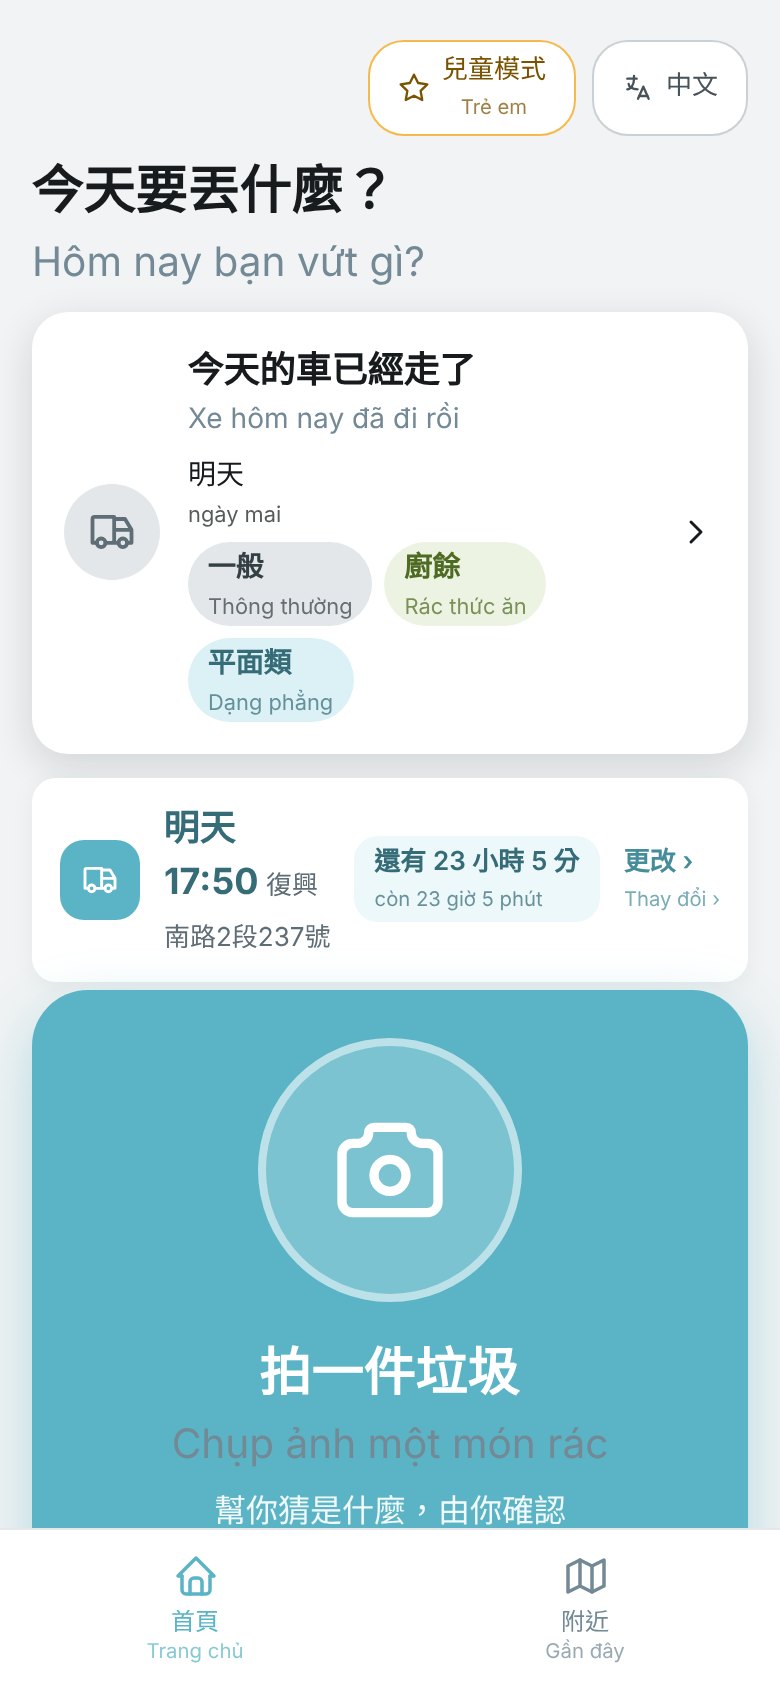 兒童模式
Trẻ em
中文
今天要丟什麼？
Hôm nay bạn vứt gì?
今天的車已經走了
Xe hôm nay đã đi rồi
明天
ngày mai
一般
Thông thường
廚餘
Rác thức ăn
平面類
Dạng phẳng
明天
17:50 復興
南路2段237號
還有 23 小時 5 分
còn 23 giờ 5 phút
更改 ›
Thay đổi ›
拍一件垃圾
Chụp ảnh một món rác
幫你猜是什麼，由你確認
首頁
Trang chủ
附近
Gần đây